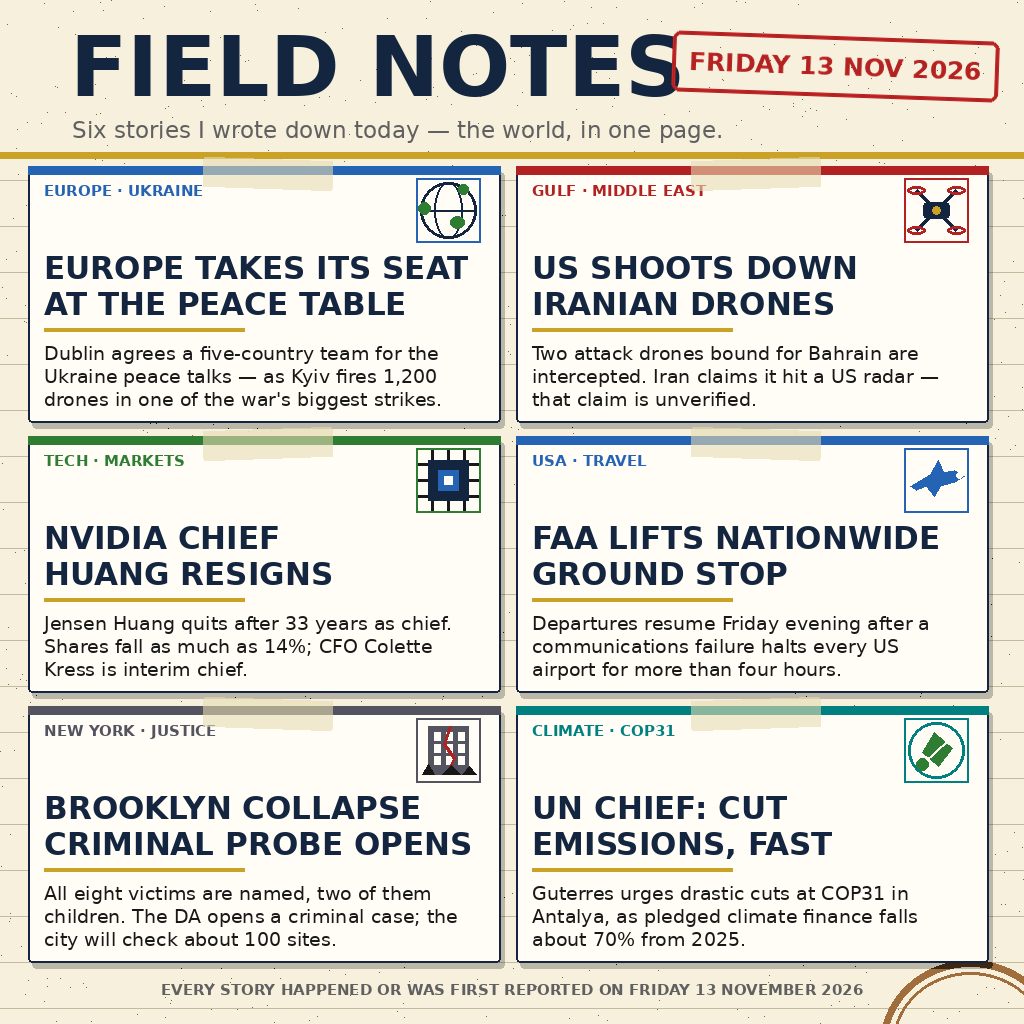 FIELD NOTES
FRIDAY 13 NOV 2026
Six stories I wrote down today — the world, in one page.
EUROPE · UKRAINE
EUROPE TAKES ITS SEAT
AT THE PEACE TABLE
Dublin agrees a five-country team for the
Ukraine peace talks — as Kyiv fires 1,200
drones in one of the war's biggest strikes.
GULF · MIDDLE EAST
US SHOOTS DOWN
IRANIAN DRONES
Two attack drones bound for Bahrain are
intercepted. Iran claims it hit a US radar —
that claim is unverified.
TECH · MARKETS
NVIDIA CHIEF
HUANG RESIGNS
Jensen Huang quits after 33 years as chief.
Shares fall as much as 14%; CFO Colette
Kress is interim chief.
USA · TRAVEL
FAA LIFTS NATIONWIDE
GROUND STOP
Departures resume Friday evening after a
communications failure halts every US
airport for more than four hours.
NEW YORK · JUSTICE
BROOKLYN COLLAPSE
CRIMINAL PROBE OPENS
All eight victims are named, two of them
children. The DA opens a criminal case; the
city will check about 100 sites.
CLIMATE · COP31
UN CHIEF: CUT
EMISSIONS, FAST
Guterres urges drastic cuts at COP31 in
Antalya, as pledged climate finance falls
about 70% from 2025.
EVERY STORY HAPPENED OR WAS FIRST REPORTED ON FRIDAY 13 NOVEMBER 2026